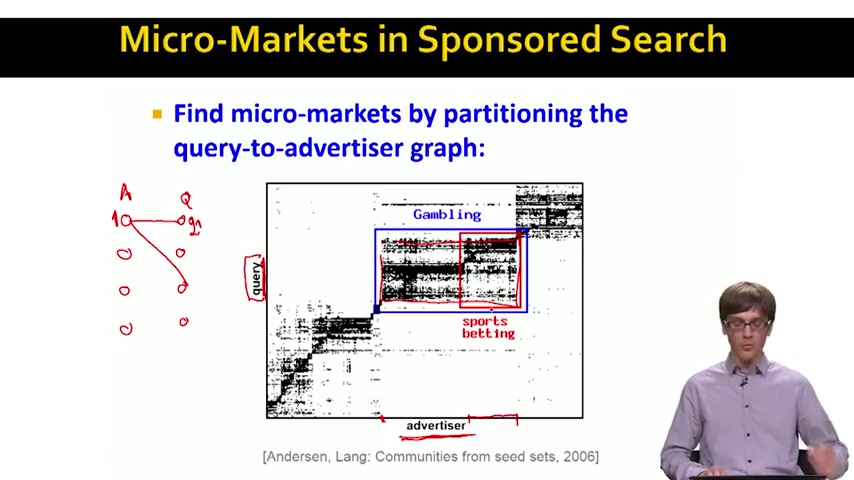 Micro-Markets in Sponsored Search
Find micro-markets by partitioning the
query-to-advertiser graph:
A Q
1 q1
Gambling
query
sports
betting
advertiser
[Andersen, Lang: Communities from seed sets, 2006]